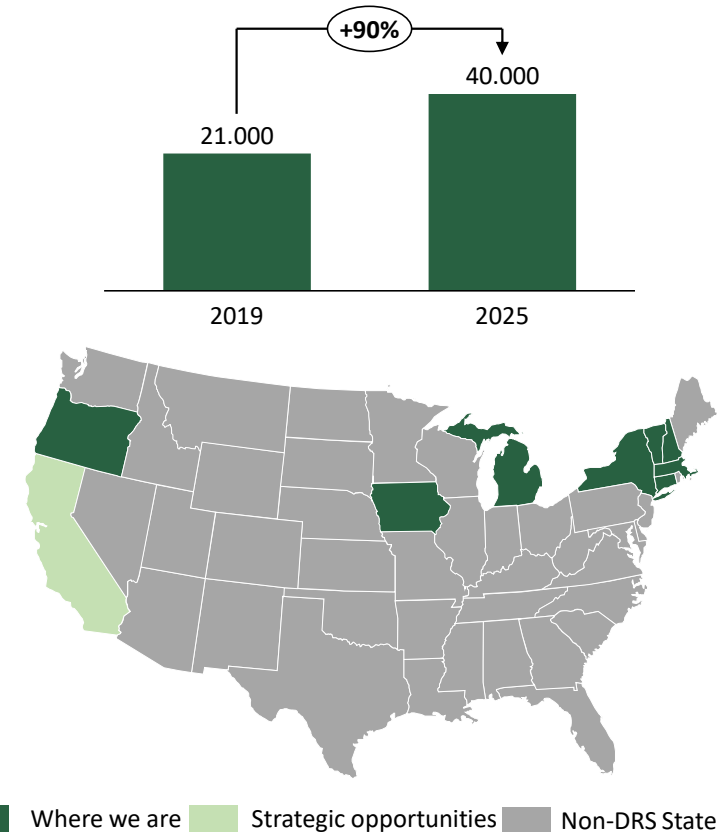 +90%
40.000
21.000
2019 2025
Where we are Strategic opportunities Non-DRS State